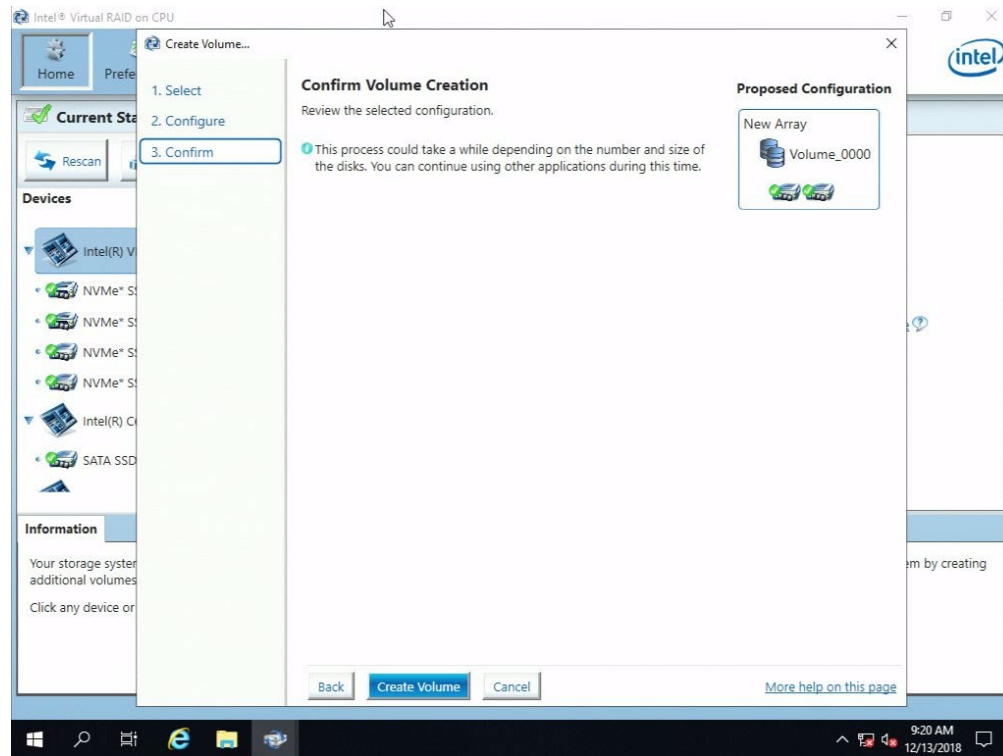 Intel® Virtual RAID on CPU
Home
Prefe
intel
Create Volume...
1. Select
2. Configure
3. Confirm
Confirm Volume Creation
Review the selected configuration.
This process could take a while depending on the number and size of
the disks. You can continue using other applications during this time.
Proposed Configuration
New Array
Volume_0000
Current Sta
Rescan
Devices
Intel(R) V
NVMe* S
NVMe* S
NVMe* S
NVMe* S
Intel(R) C
SATA SSD
Information
Your storage system
em by creating
additional volumes
Click any device or
Back
Create Volume
Cancel
More help on this page
9:20 AM
12/13/2018